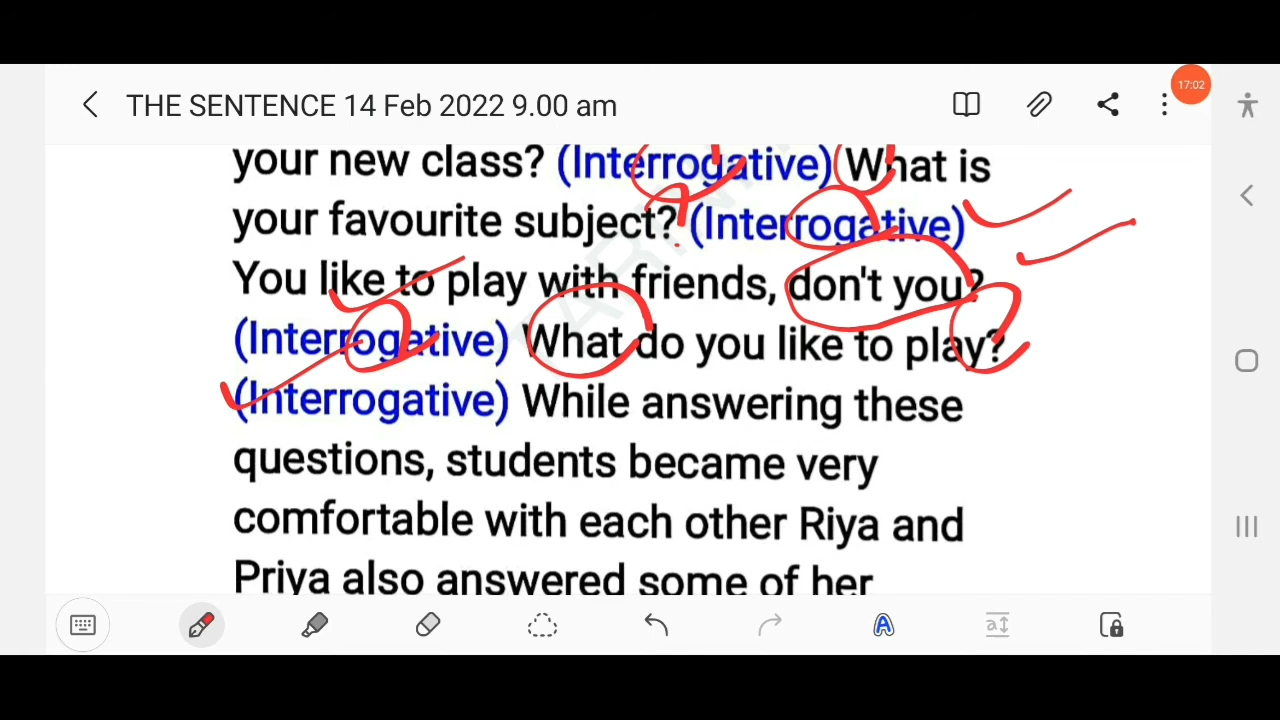 17:02
THE SENTENCE 14 Feb 2022 9.00 am
your new class? (Interrogative) What is
your favourite subject? (Interrogative)
You like to play with friends, don't you?
(Interrogative) What do you like to play?
(Interrogative) While answering these
questions, students became very
comfortable with each other Riya and
Priya also answered some of her